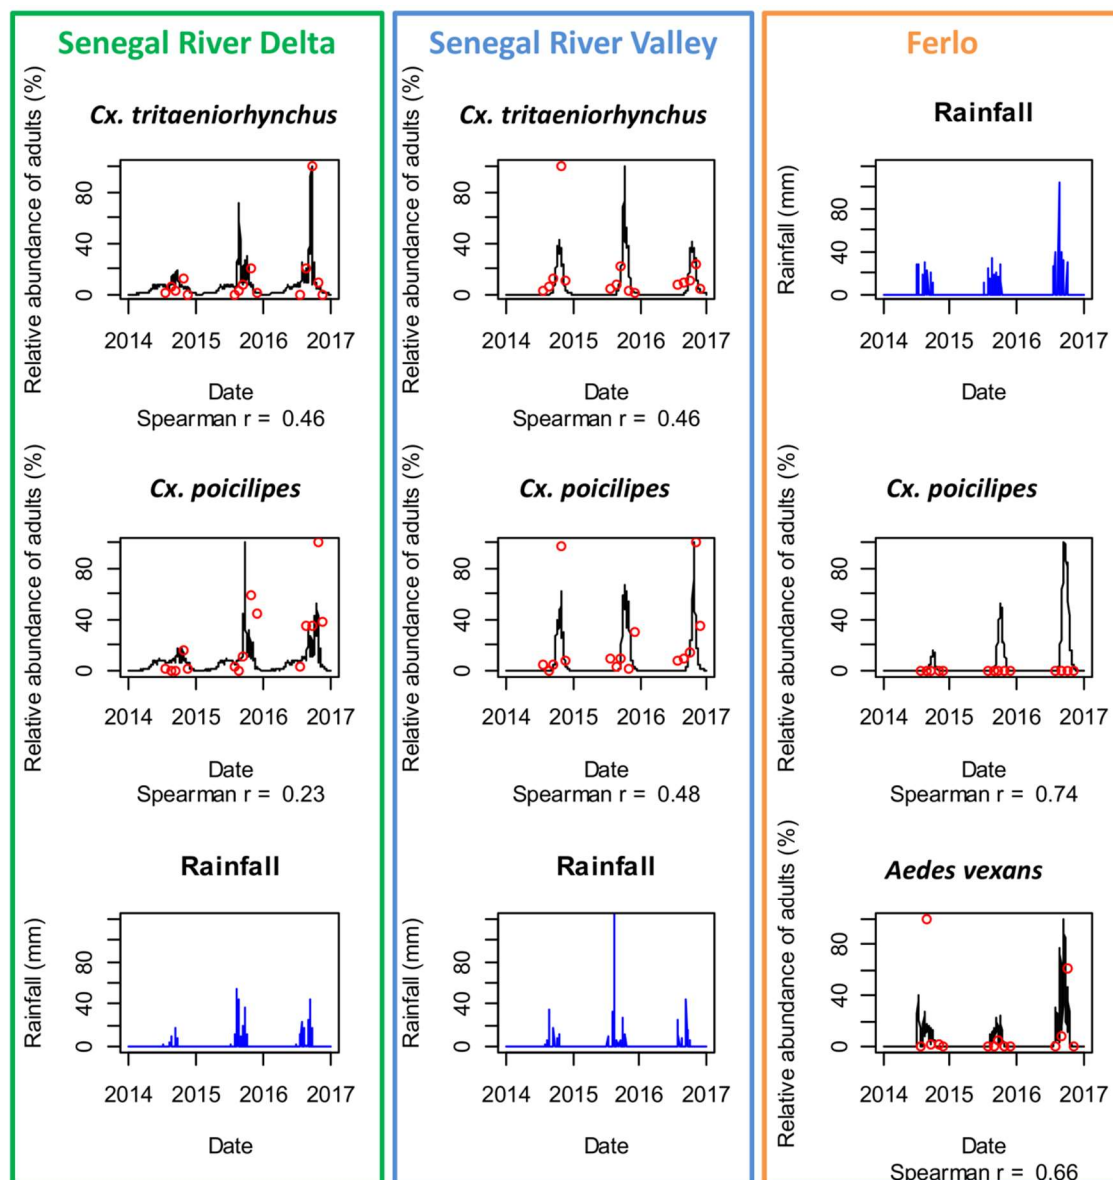 Senegal River Delta
Relative abundance of adults (%)
Cx. tritaeniorhynchus
0 40 80
2014 2015 2016 2017
Date
Spearman r = 0.46
Relative abundance of adults (%)
Cx. poicilipes
0 40 80
2014 2015 2016 2017
Date
Spearman r = 0.23
Rainfall
Rainfall (mm)
0 40 80
2014 2015 2016 2017
Date
Senegal River Valley
Relative abundance of adults (%)
Cx. tritaeniorhynchus
0 40 80
2014 2015 2016 2017
Date
Spearman r = 0.46
Relative abundance of adults (%)
Cx. poicilipes
0 40 80
2014 2015 2016 2017
Date
Spearman r = 0.48
Rainfall
Rainfall (mm)
0 40 80
2014 2015 2016 2017
Date
Ferlo
Rainfall
Rainfall (mm)
0 40 80
2014 2015 2016 2017
Date
Relative abundance of adults (%)
Cx. poicilipes
0 40 80
2014 2015 2016 2017
Date
Spearman r = 0.74
Relative abundance of adults (%)
Aedes vexans
0 40 80
2014 2015 2016 2017
Date
Spearman r = 0.66